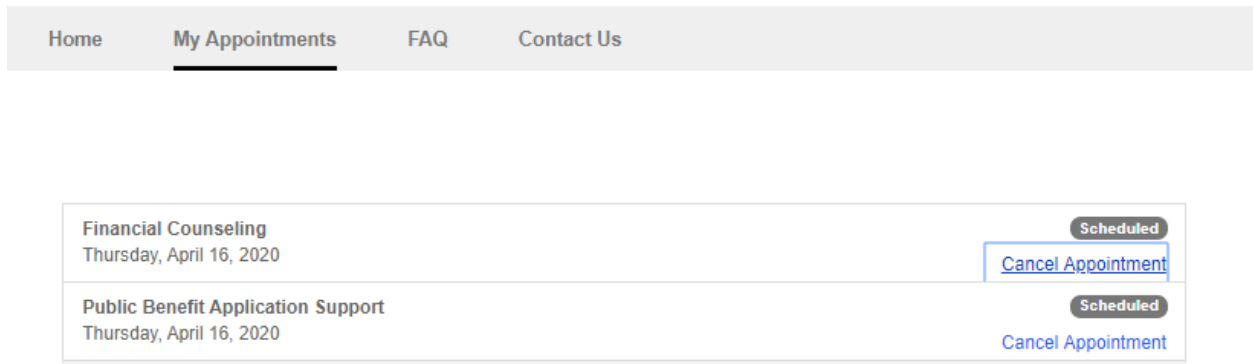 Home My Appointments FAQ Contact Us
Financial Counseling Scheduled
Thursday, April 16, 2020
Cancel Appointment
Public Benefit Application Support Scheduled
Thursday, April 16, 2020
Cancel Appointment